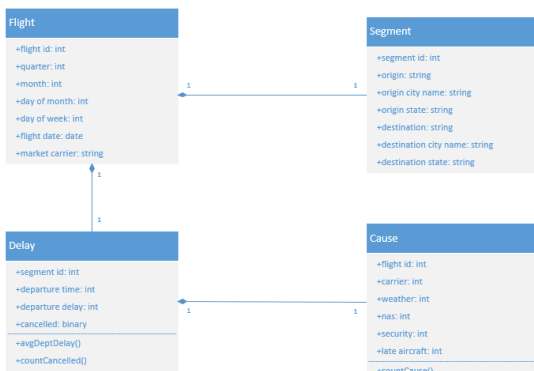 Flight
+flight id: int
+quarter: int
+month: int
+day of month: int
+day of week: int
+flight date: date
+market carrier: string
1
1
Segment
+segment id: int
+origin: string
+origin city name: string
+origin state: string
+destination: string
+destination city name: string
+destination state: string
1
1
Delay
+segment id: int
+departure time: int
+departure delay: int
+cancelled: binary
+avgDeptDelay()
+countCancelled()
1
1
Cause
+flight id: int
+carrier: int
+weather: int
+nas: int
+security: int
+late aircraft: int
+countCause()